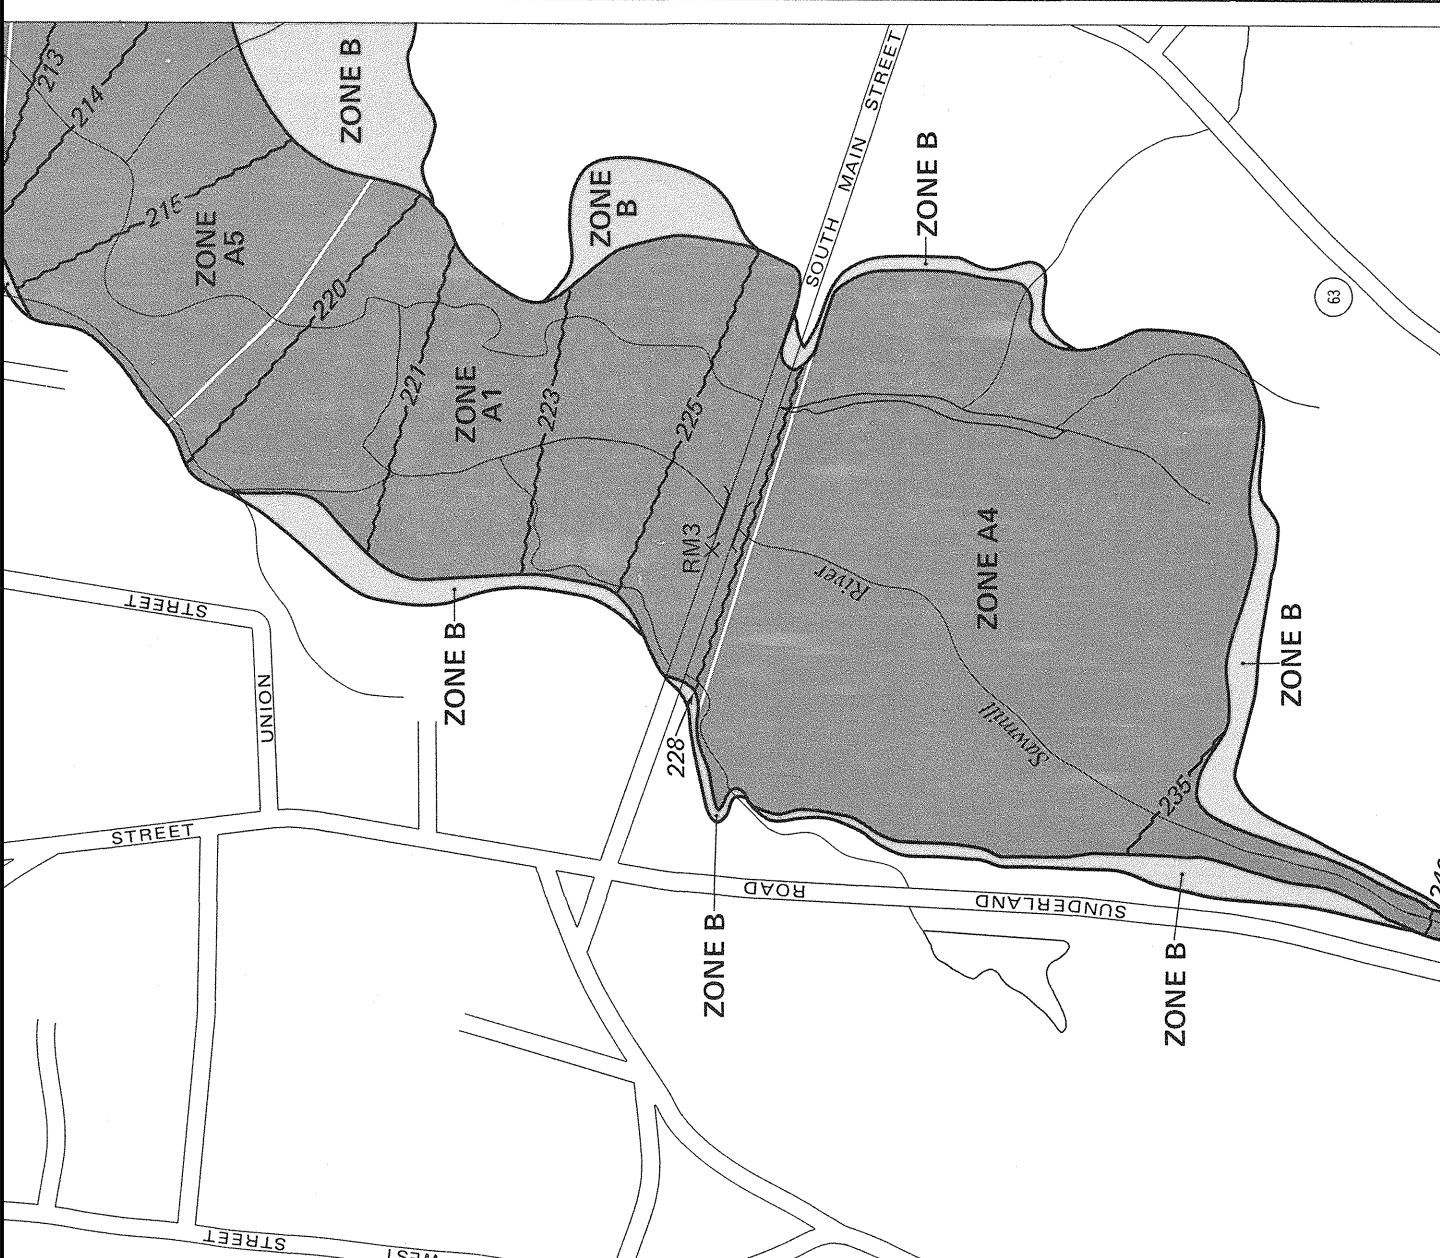 213
214
215
220
221
223
225
228
235
ZONE B
ZONE
B
ZONE B
ZONE
A5
ZONE
A1
ZONE A4
ZONE B
ZONE B
ZONE B
ZONE B
SOUTH MAIN STREET
63
RM3
Sawmill River
STREET
UNION
STREET
SUNDERLAND ROAD
WEST STREET